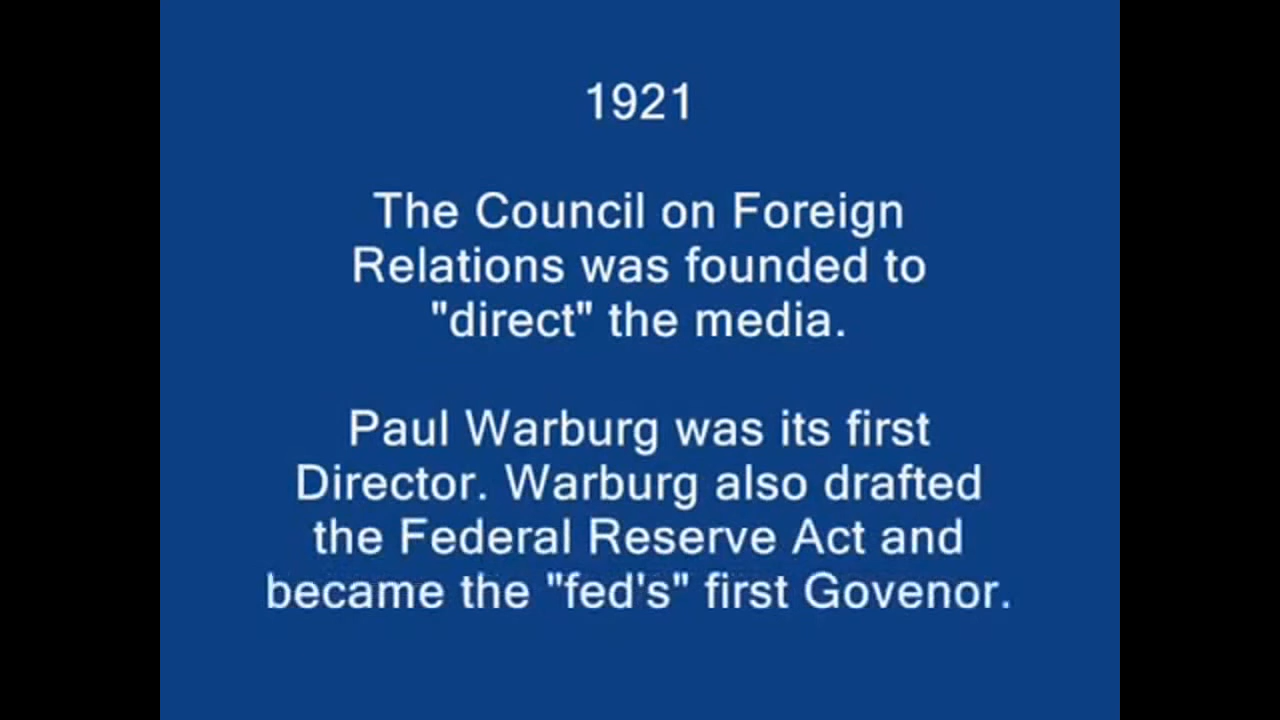 1921
The Council on Foreign
Relations was founded to
"direct" the media.
Paul Warburg was its first
Director. Warburg also drafted
the Federal Reserve Act and
became the "fed's" first Govenor.